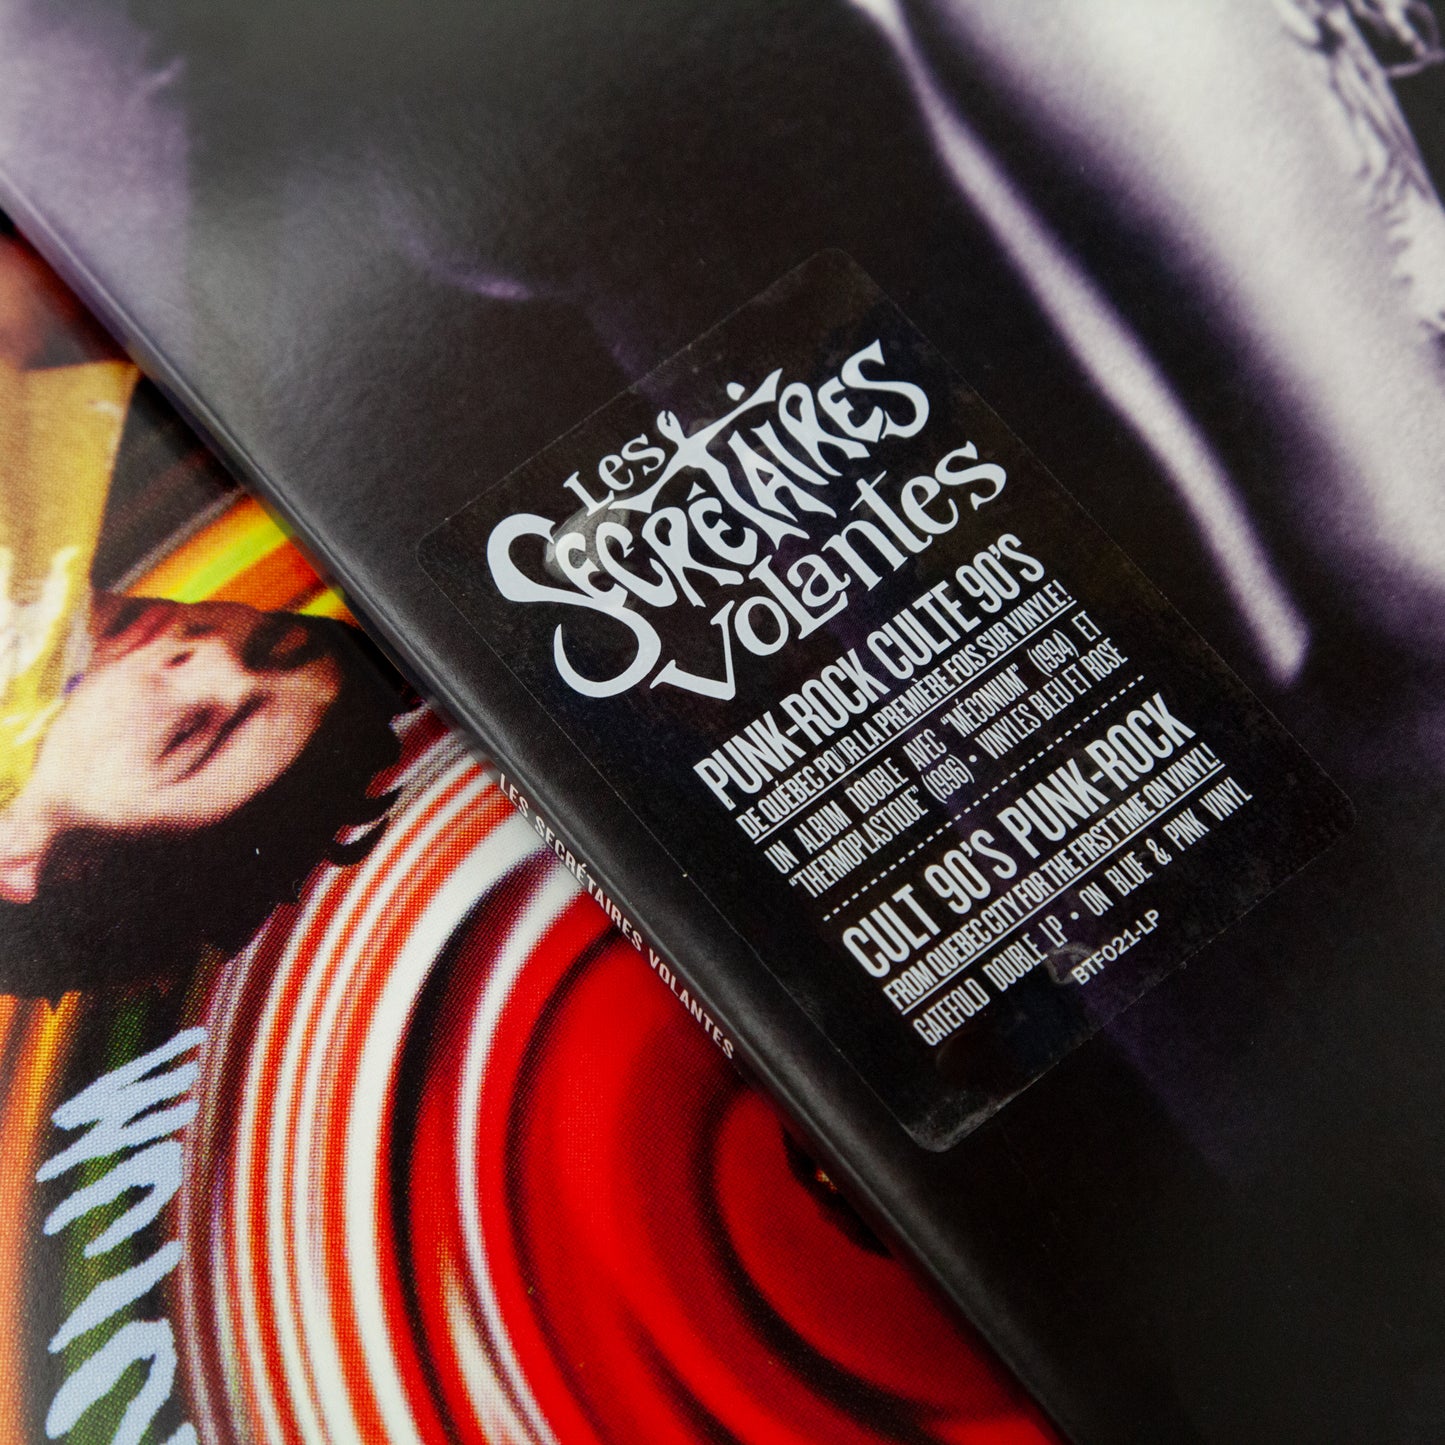 Les
SECRÉTAIRES
VOLANTES
PUNK-ROCK CULTE 90'S
DE QUÉBEC POUR LA PREMIÈRE FOIS SUR VINYLE!
UN ALBUM DOUBLE AVEC "MÉCONIUM" (1994) ET
"THERMOPLASTIQUE" (1996) • VINYLES BLEU ET ROSE
CULT 90'S PUNK-ROCK
FROM QUEBEC CITY FOR THE FIRST TIME ON VINYL!
GATEFOLD DOUBLE LP • ON BLUE & PINK VINYL
BTF021-LP
LES SECRÉTAIRES VOLANTES